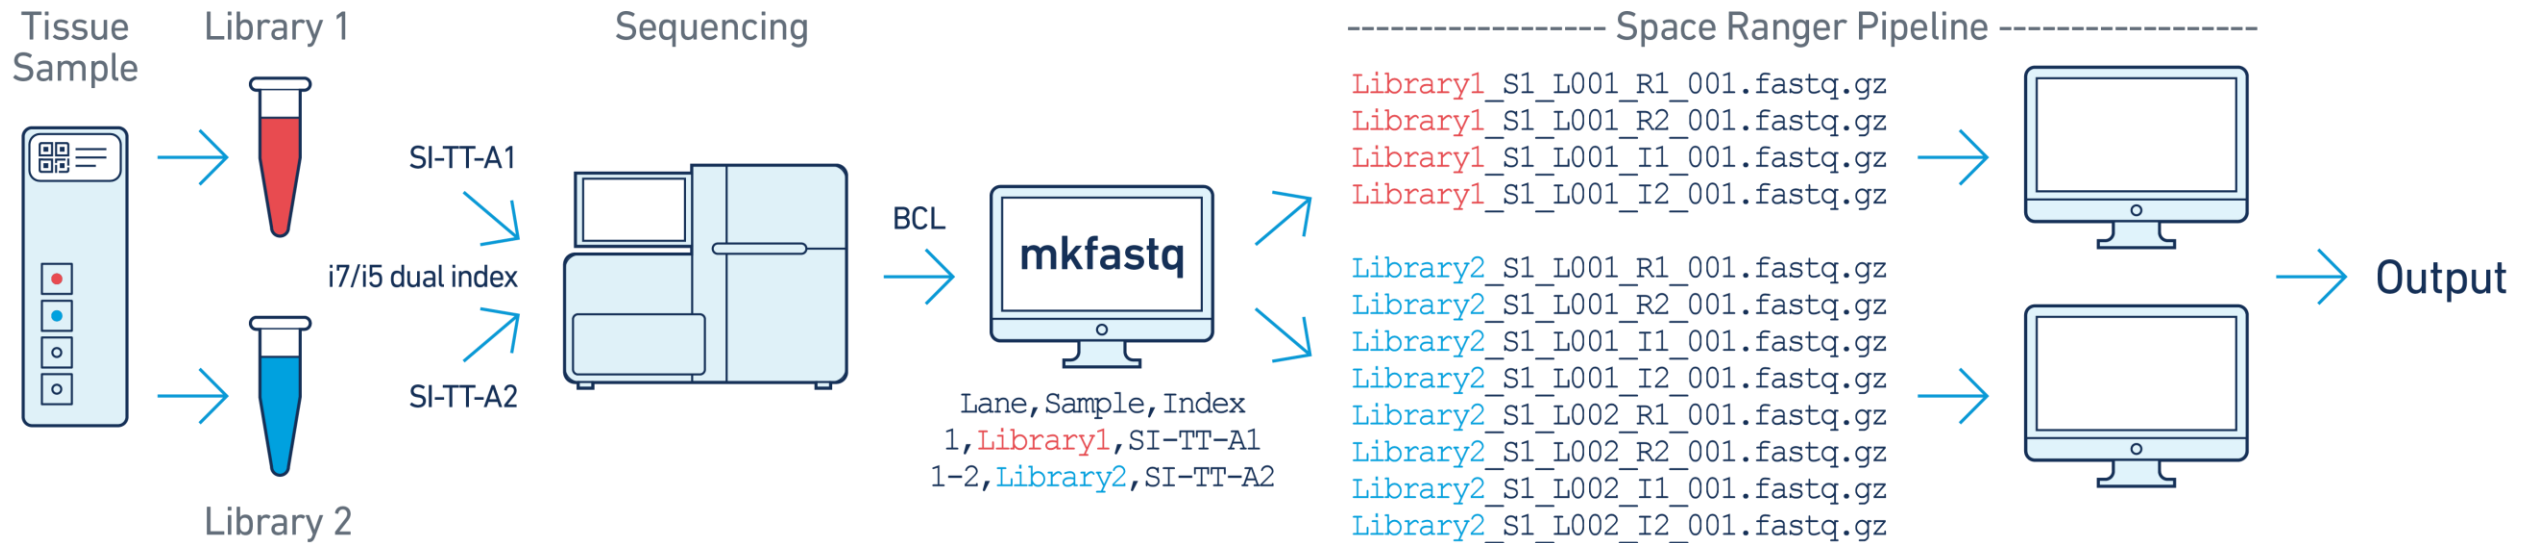 Tissue
Sample
Library 1
Library 2
SI-TT-A1
i7/i5 dual index
SI-TT-A2
Sequencing
BCL
mkfastq
Lane,Sample,Index
1,Library1,SI-TT-A1
1-2,Library2,SI-TT-A2
Space Ranger Pipeline
Library1_S1_L001_R1_001.fastq.gz
Library1_S1_L001_R2_001.fastq.gz
Library1_S1_L001_I1_001.fastq.gz
Library1_S1_L001_I2_001.fastq.gz
Library2_S1_L001_R1_001.fastq.gz
Library2_S1_L001_R2_001.fastq.gz
Library2_S1_L001_I1_001.fastq.gz
Library2_S1_L001_I2_001.fastq.gz
Library2_S1_L002_R1_001.fastq.gz
Library2_S1_L002_R2_001.fastq.gz
Library2_S1_L002_I1_001.fastq.gz
Library2_S1_L002_I2_001.fastq.gz
Output